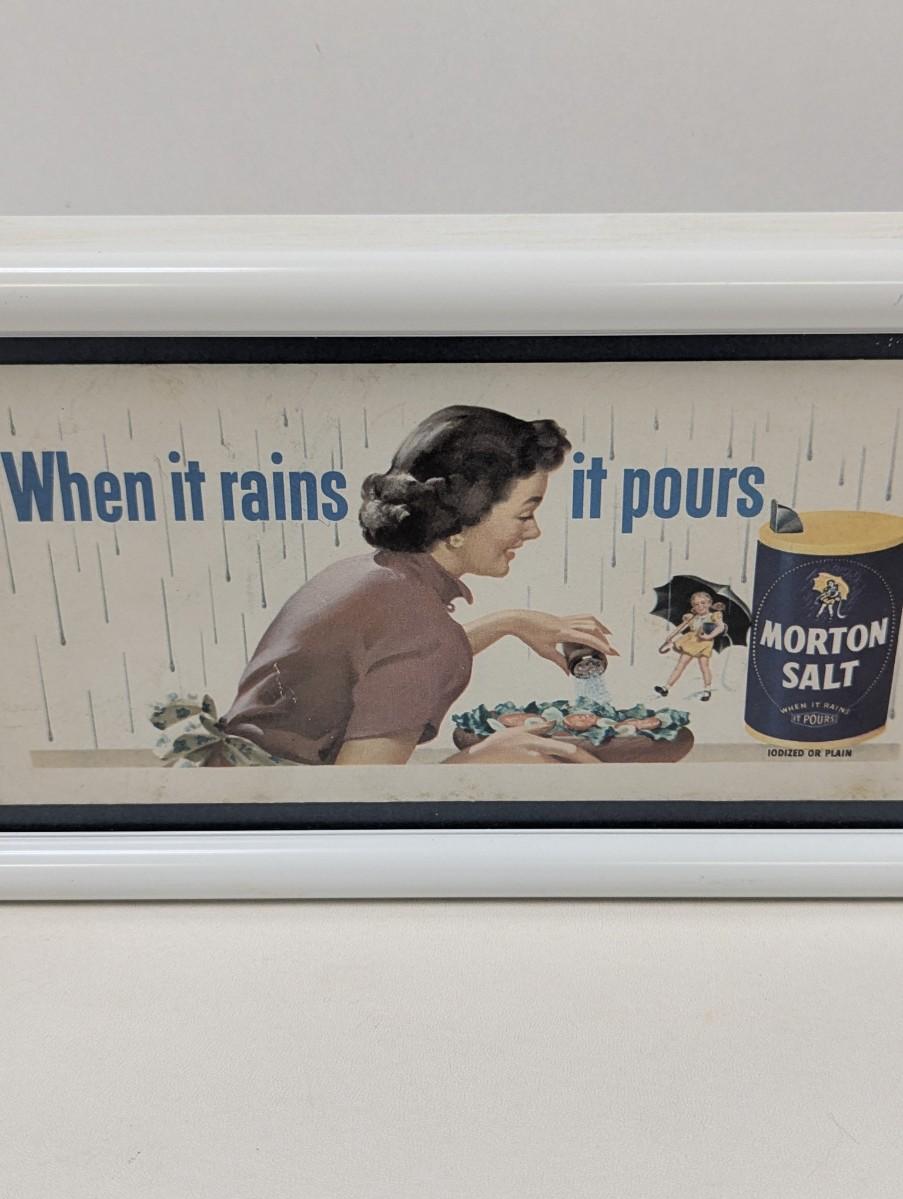 When it rains it pours
MORTON
SALT
WHEN IT RAINS
IT POURS
IODIZED OR PLAIN